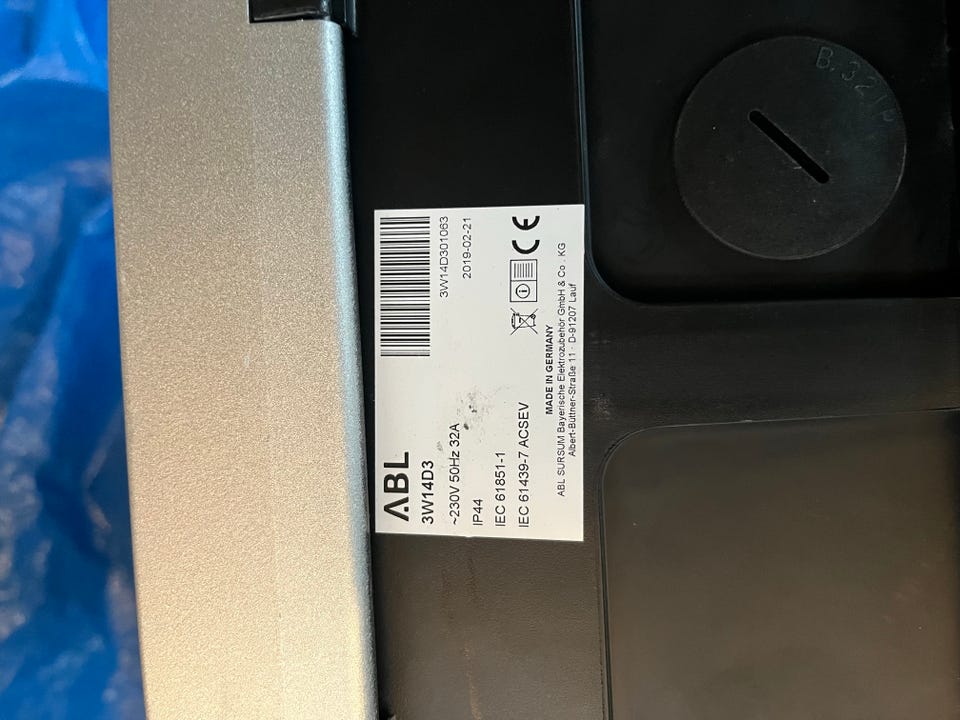 ABL
3W14D3
3W14D301063
~230V 50Hz 32A
2019-02-21
IP44
IEC 61851-1
IEC 61439-7 ACSEV
CE
MADE IN GERMANY
ABL SURSUM Bayerische Elektrozubehör GmbH & Co . KG
Albert-Büttner-Straße 11 · D-91207 Lauf